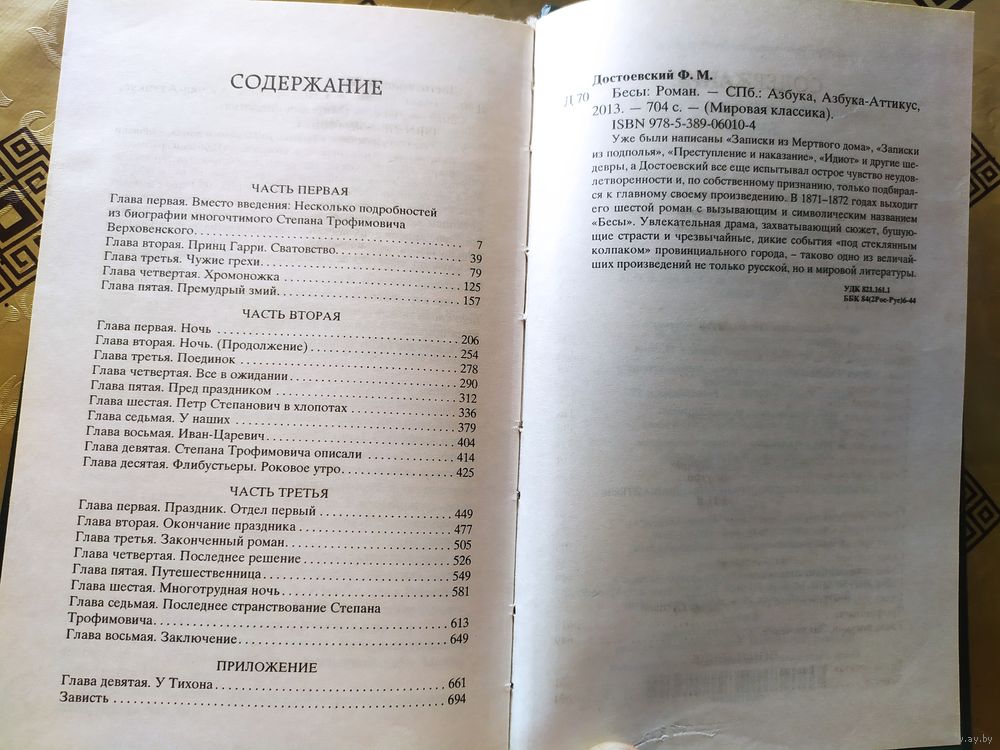 СОДЕРЖАНИЕ
ЧАСТЬ ПЕРВАЯ
Глава первая. Вместо введения: Несколько подробностей
из биографии многочтимого Степана Трофимовича
Верховенского. 7
Глава вторая. Принц Гарри. Сватовство. 39
Глава третья. Чужие грехи. 79
Глава четвертая. Хромоножка 125
Глава пятая. Премудрый змий. 157
ЧАСТЬ ВТОРАЯ
Глава первая. Ночь 206
Глава вторая. Ночь. (Продолжение) 254
Глава третья. Поединок 278
Глава четвертая. Все в ожидании 290
Глава пятая. Пред праздником 312
Глава шестая. Петр Степанович в хлопотах 336
Глава седьмая. У наших 379
Глава восьмая. Иван-Царевич 404
Глава девятая. Степана Трофимовича описали 414
Глава десятая. Флибустьеры. Роковое утро 425
ЧАСТЬ ТРЕТЬЯ
Глава первая. Праздник. Отдел первый 449
Глава вторая. Окончание праздника 477
Глава третья. Законченный роман 505
Глава четвертая. Последнее решение 526
Глава пятая. Путешественница 549
Глава шестая. Многотрудная ночь 581
Глава седьмая. Последнее странствование Степана
Трофимовича 613
Глава восьмая. Заключение 649
ПРИЛОЖЕНИЕ
Глава девятая. У Тихона 661
Зависть 694
Достоевский Ф. М.
Д 70 Бесы: Роман. — СПб.: Азбука, Азбука-Аттикус,
2013. — 704 с. — (Мировая классика).
ISBN 978-5-389-06010-4
Уже были написаны «Записки из Мертвого дома», «Записки
из подполья», «Преступление и наказание», «Идиот» и другие ше-
девры, а Достоевский все еще испытывал острое чувство неудов-
летворенности и, по собственному признанию, только подбирал-
ся к главному своему произведению. В 1871–1872 годах выходит
его шестой роман с вызывающим и символическим названием
«Бесы». Увлекательная драма, захватывающий сюжет, бушую-
щие страсти и чрезвычайные, дикие события «под стеклянным
колпаком» провинциального города, – таково одно из величай-
ших произведений не только русской, но и мировой литературы.
УДК 821.161.1
ББК 84(2Рос-Рус)6-44
.ay.by